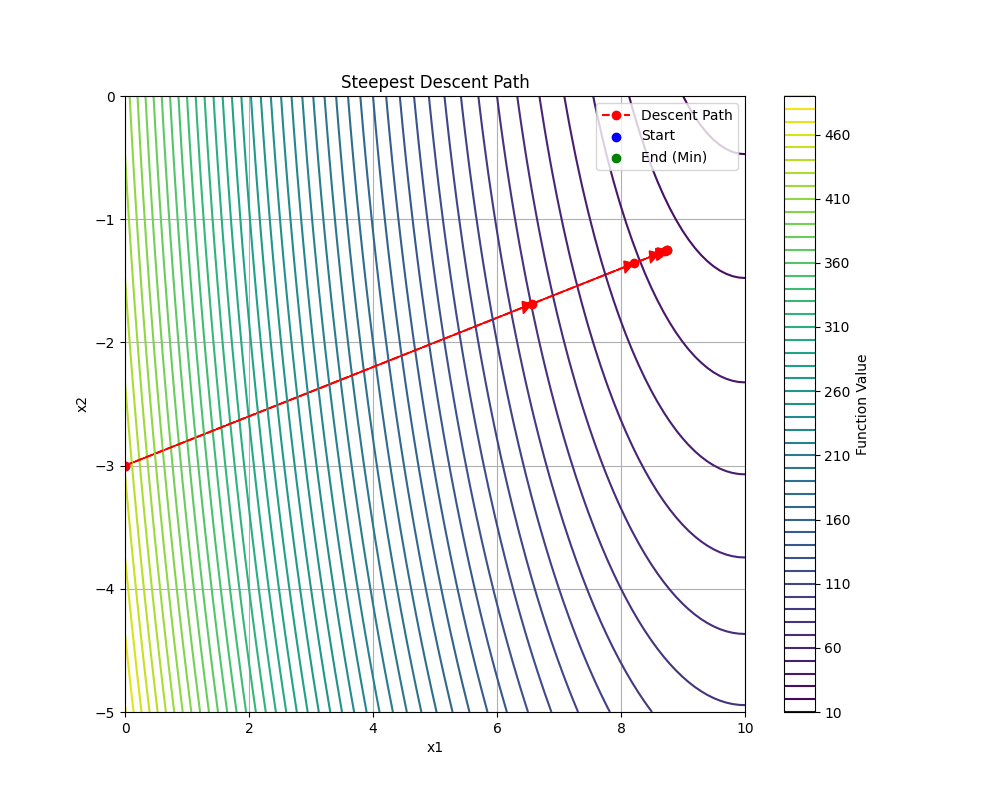 Steepest Descent Path
Descent Path
Start
End (Min)
0
−1
−2
−3
−4
−5
x2
0 2 4 6 8 10
x1
460
410
360
310
260
210
160
110
60
10
Function Value